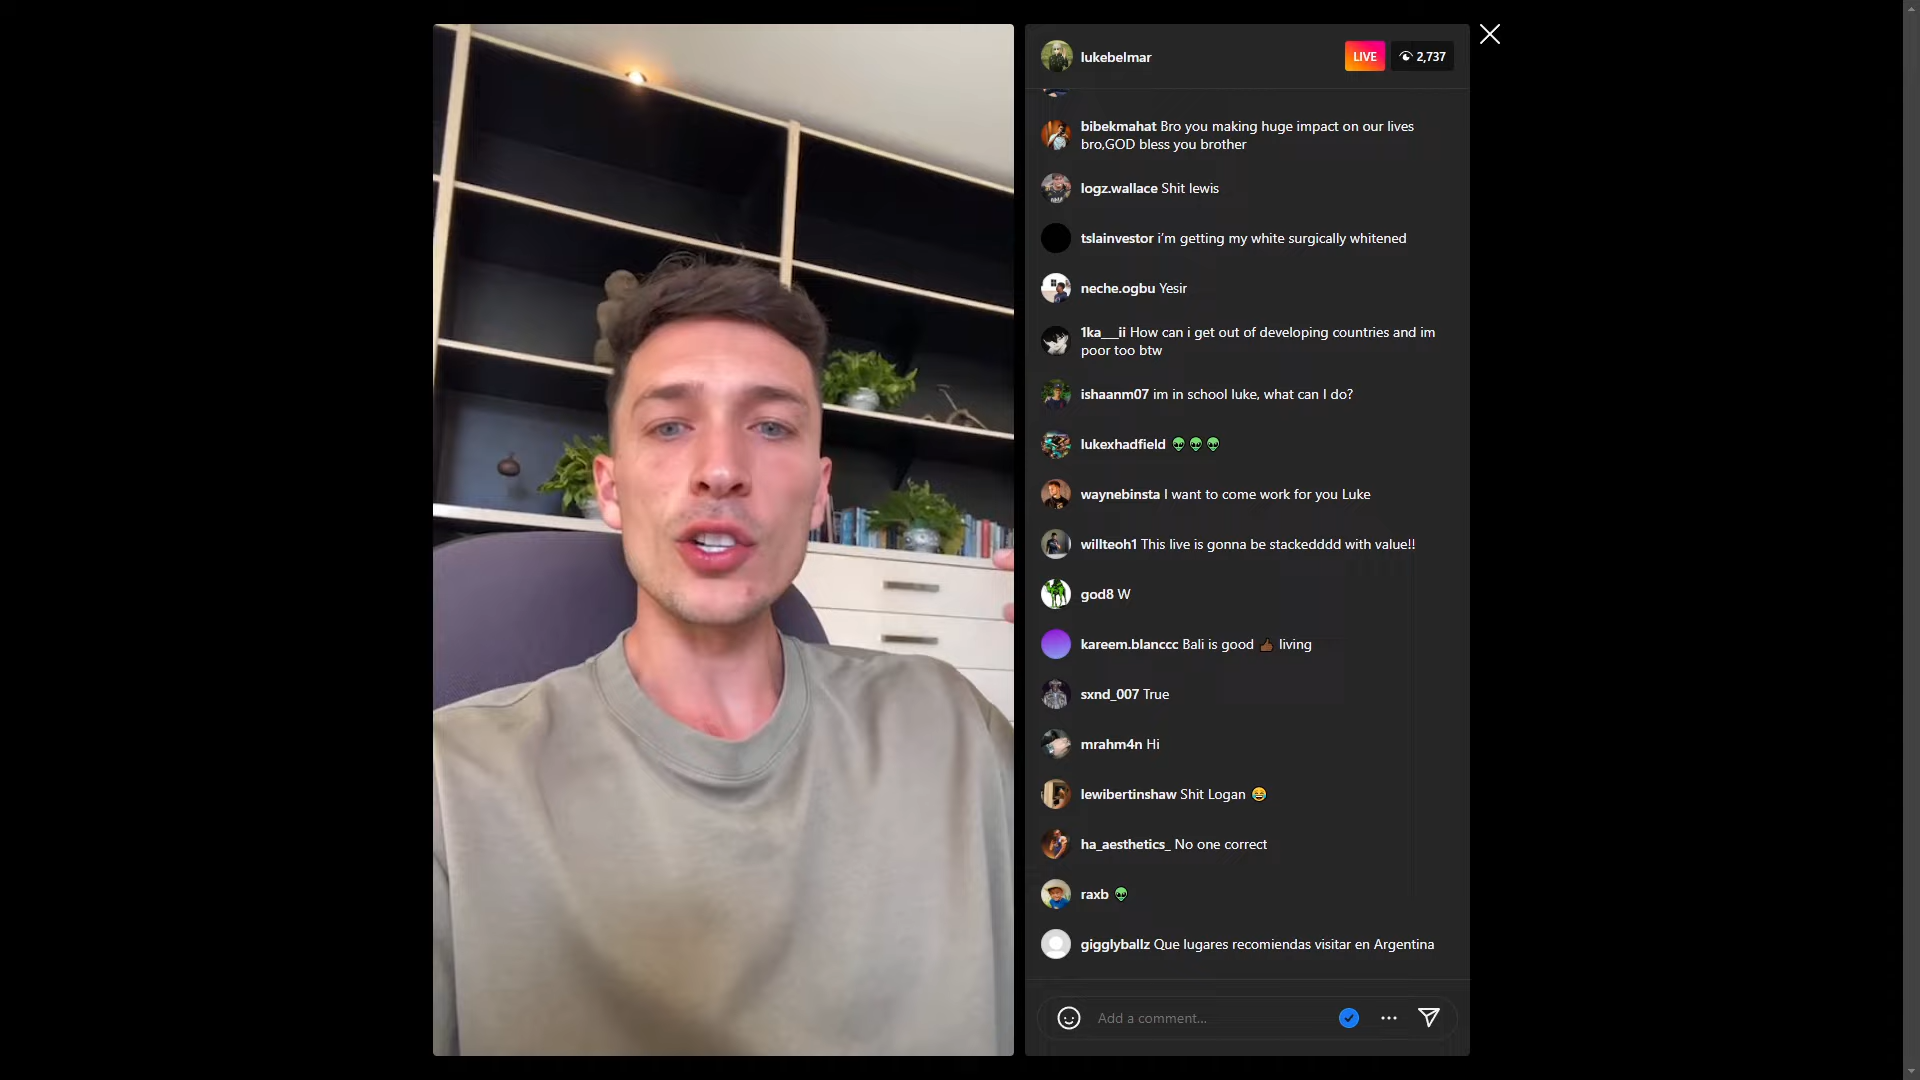 lukebelmar
LIVE
2,737
bibekmahat Bro you making huge impact on our lives
bro,GOD bless you brother
logz.wallace Shit lewis
tslainvestor i'm getting my white surgically whitened
neche.ogbu Yesir
1ka___ii How can i get out of developing countries and im
poor too btw
ishaanm07 im in school luke, what can I do?
lukexhadfield 👽👽👽
waynebinsta I want to come work for you Luke
willteoh1 This live is gonna be stackedddd with value!!
god8 W
kareem.blanccc Bali is good 👍🏾 living
sxnd_007 True
mrahm4n Hi
lewibertinshaw Shit Logan 😂
ha_aesthetics_ No one correct
raxb 👽
gigglyballz Que lugares recomiendas visitar en Argentina
Add a comment...